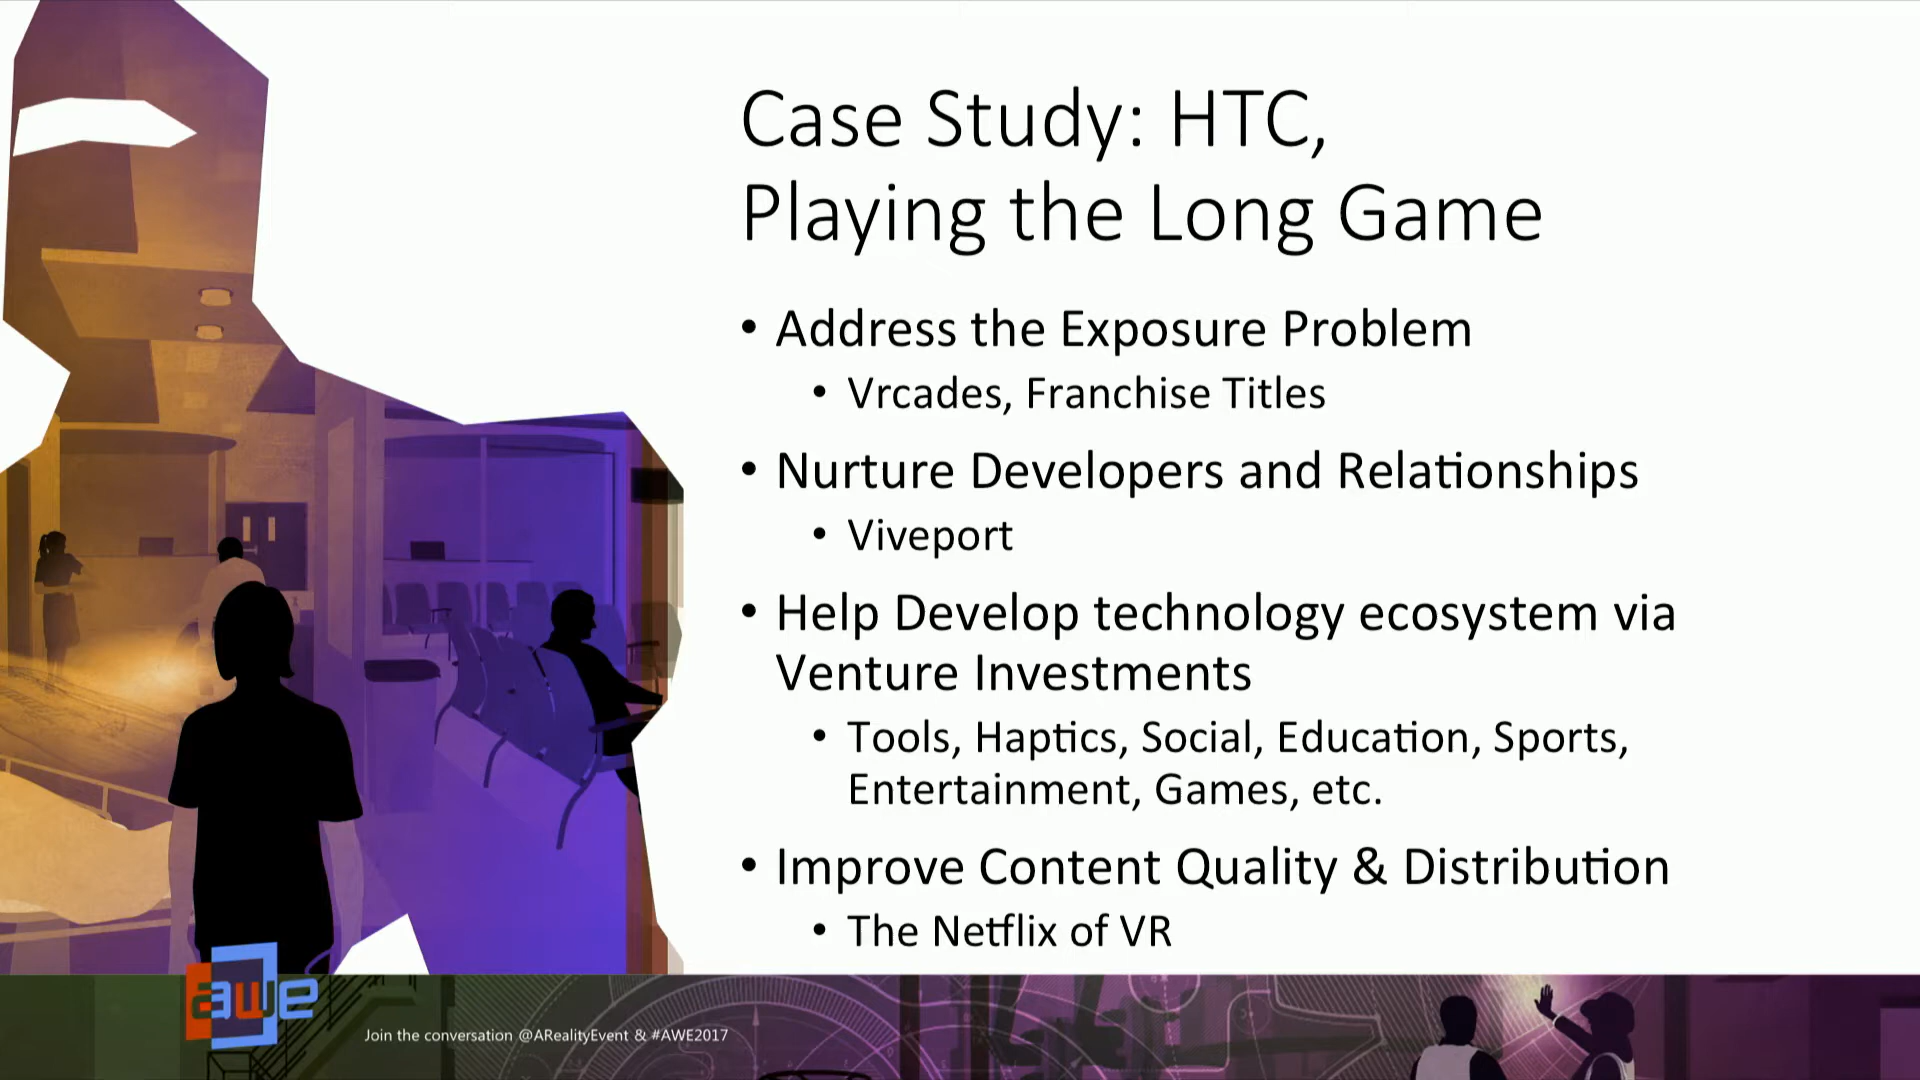 Case Study: HTC,
Playing the Long Game
• Address the Exposure Problem
• Vrcades, Franchise Titles
• Nurture Developers and Relationships
• Viveport
• Help Develop technology ecosystem via
Venture Investments
• Tools, Haptics, Social, Education, Sports,
Entertainment, Games, etc.
• Improve Content Quality & Distribution
• The Netflix of VR
awe
Join the conversation @ARealityEvent & #AWE2017